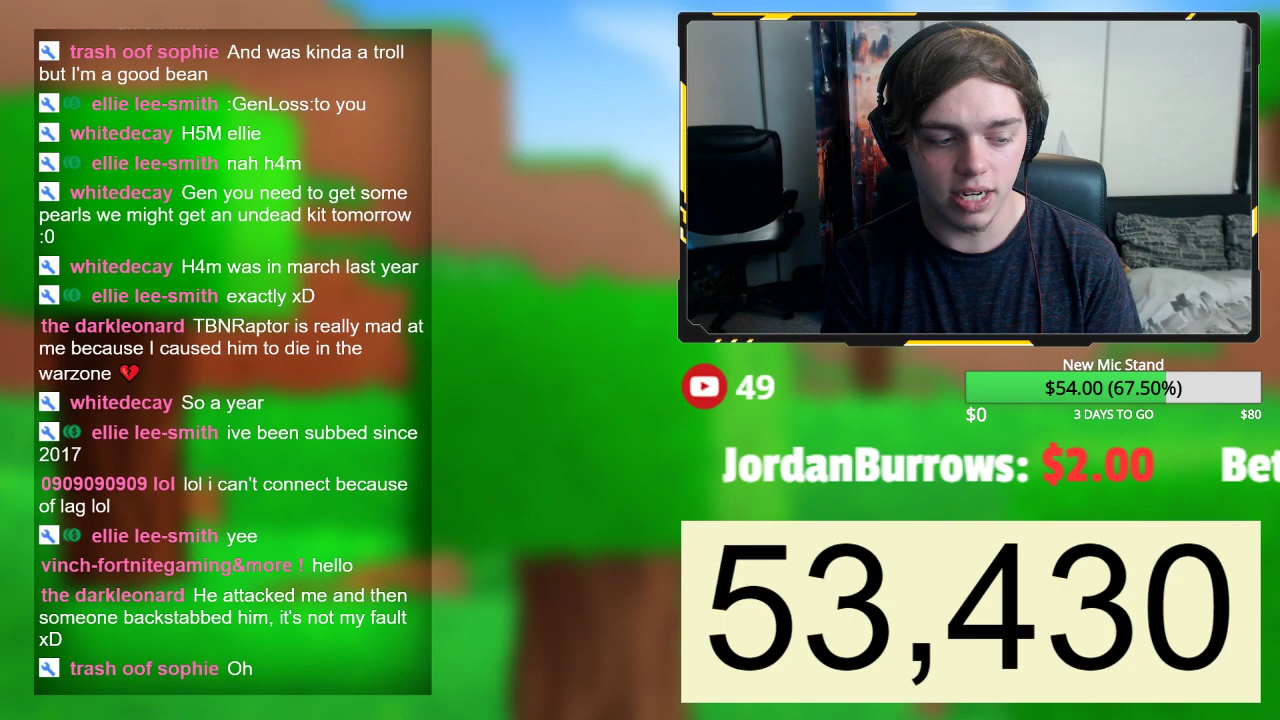 trash oof sophie And was kinda a troll
but I'm a good bean
ellie lee-smith :GenLoss:to you
whitedecay H5M ellie
ellie lee-smith nah h4m
whitedecay Gen you need to get some
pearls we might get an undead kit tomorrow
:0
whitedecay H4m was in march last year
ellie lee-smith exactly xD
the darkleonard TBNRaptor is really mad at
me because I caused him to die in the
warzone 💔
whitedecay So a year
ellie lee-smith ive been subbed since
2017
0909090909 lol lol i can't connect because
of lag lol
ellie lee-smith yee
vinch-fortnitegaming&more ! hello
the darkleonard He attacked me and then
someone backstabbed him, it's not my fault
xD
trash oof sophie Oh
49
New Mic Stand
$54.00 (67.50%)
$0 3 DAYS TO GO $80
JordanBurrows: $2.00 Bet
53,430